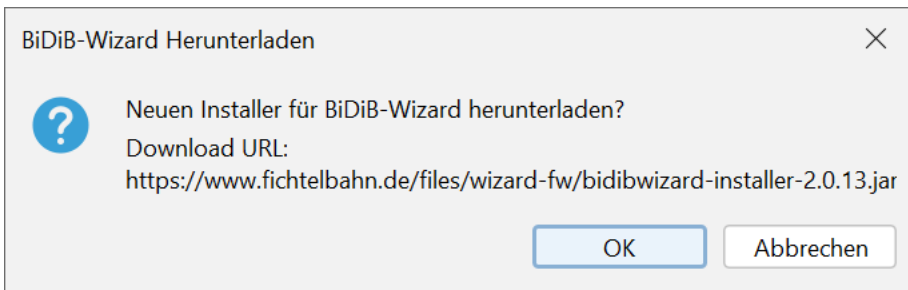 BiDiB-Wizard Herunterladen
Neuen Installer für BiDiB-Wizard herunterladen?
Download URL:
https://www.fichtelbahn.de/files/wizard-fw/bidibwizard-installer-2.0.13.jar
OK Abbrechen